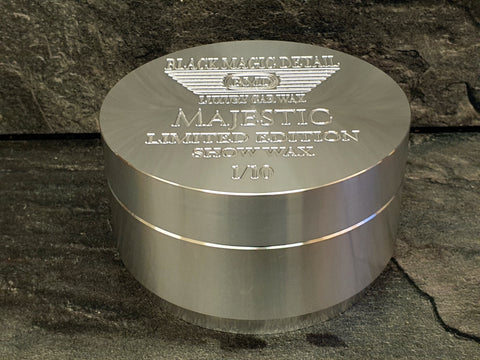 BLACK MAGIC DETAIL
BMD
LUXURY CAR WAX
MAJESTIC
LIMITED EDITION
SHOW WAX
1/10